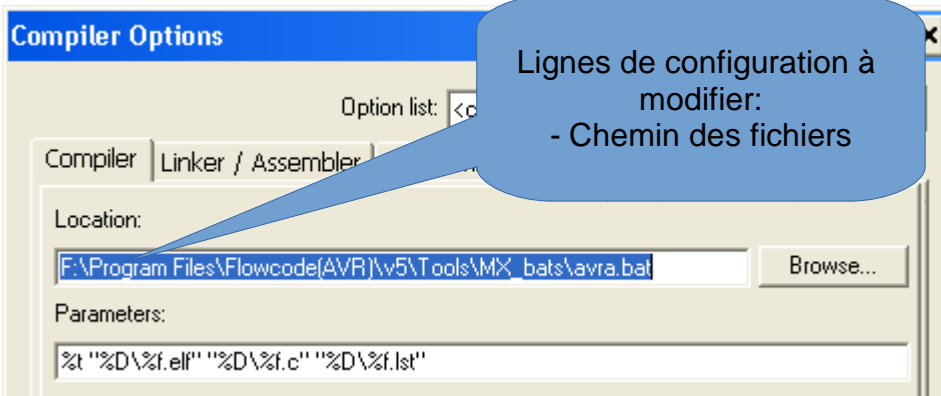 Compiler Options
Lignes de configuration à
modifier:
- Chemin des fichiers
Option list: <c
Compiler Linker / Assembler
Location:
F:\Program Files\Flowcode(AVR)\v5\Tools\MX_bats\avra.bat Browse...
Parameters:
%t "%D\%f.elf" "%D\%f.c" "%D\%f.lst"